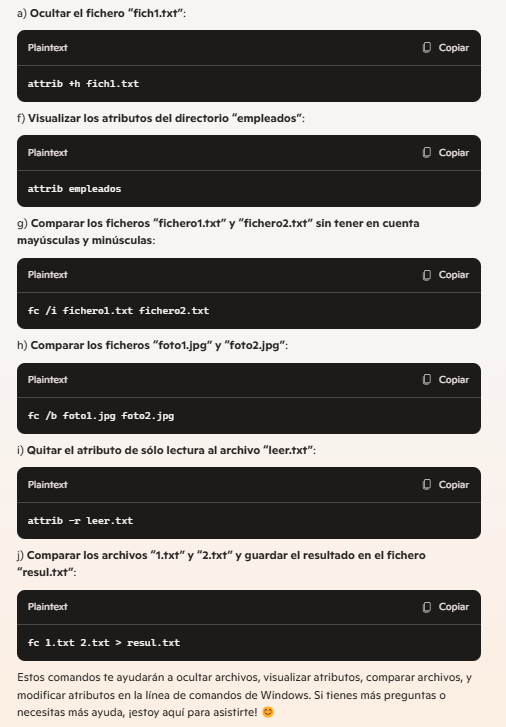 a) Ocultar el fichero “fich1.txt”:
Plaintext Copiar
attrib +h fich1.txt
f) Visualizar los atributos del directorio “empleados”:
Plaintext Copiar
attrib empleados
g) Comparar los ficheros “fichero1.txt” y “fichero2.txt” sin tener en cuenta
mayúsculas y minúsculas:
Plaintext Copiar
fc /i fichero1.txt fichero2.txt
h) Comparar los ficheros “foto1.jpg” y “foto2.jpg”:
Plaintext Copiar
fc /b foto1.jpg foto2.jpg
i) Quitar el atributo de sólo lectura al archivo “leer.txt”:
Plaintext Copiar
attrib -r leer.txt
j) Comparar los archivos “1.txt” y “2.txt” y guardar el resultado en el fichero
“resul.txt”:
Plaintext Copiar
fc 1.txt 2.txt > resul.txt
Estos comandos te ayudarán a ocultar archivos, visualizar atributos, comparar archivos, y
modificar atributos en la línea de comandos de Windows. Si tienes más preguntas o
necesitas más ayuda, ¡estoy aquí para asistirte! 😊